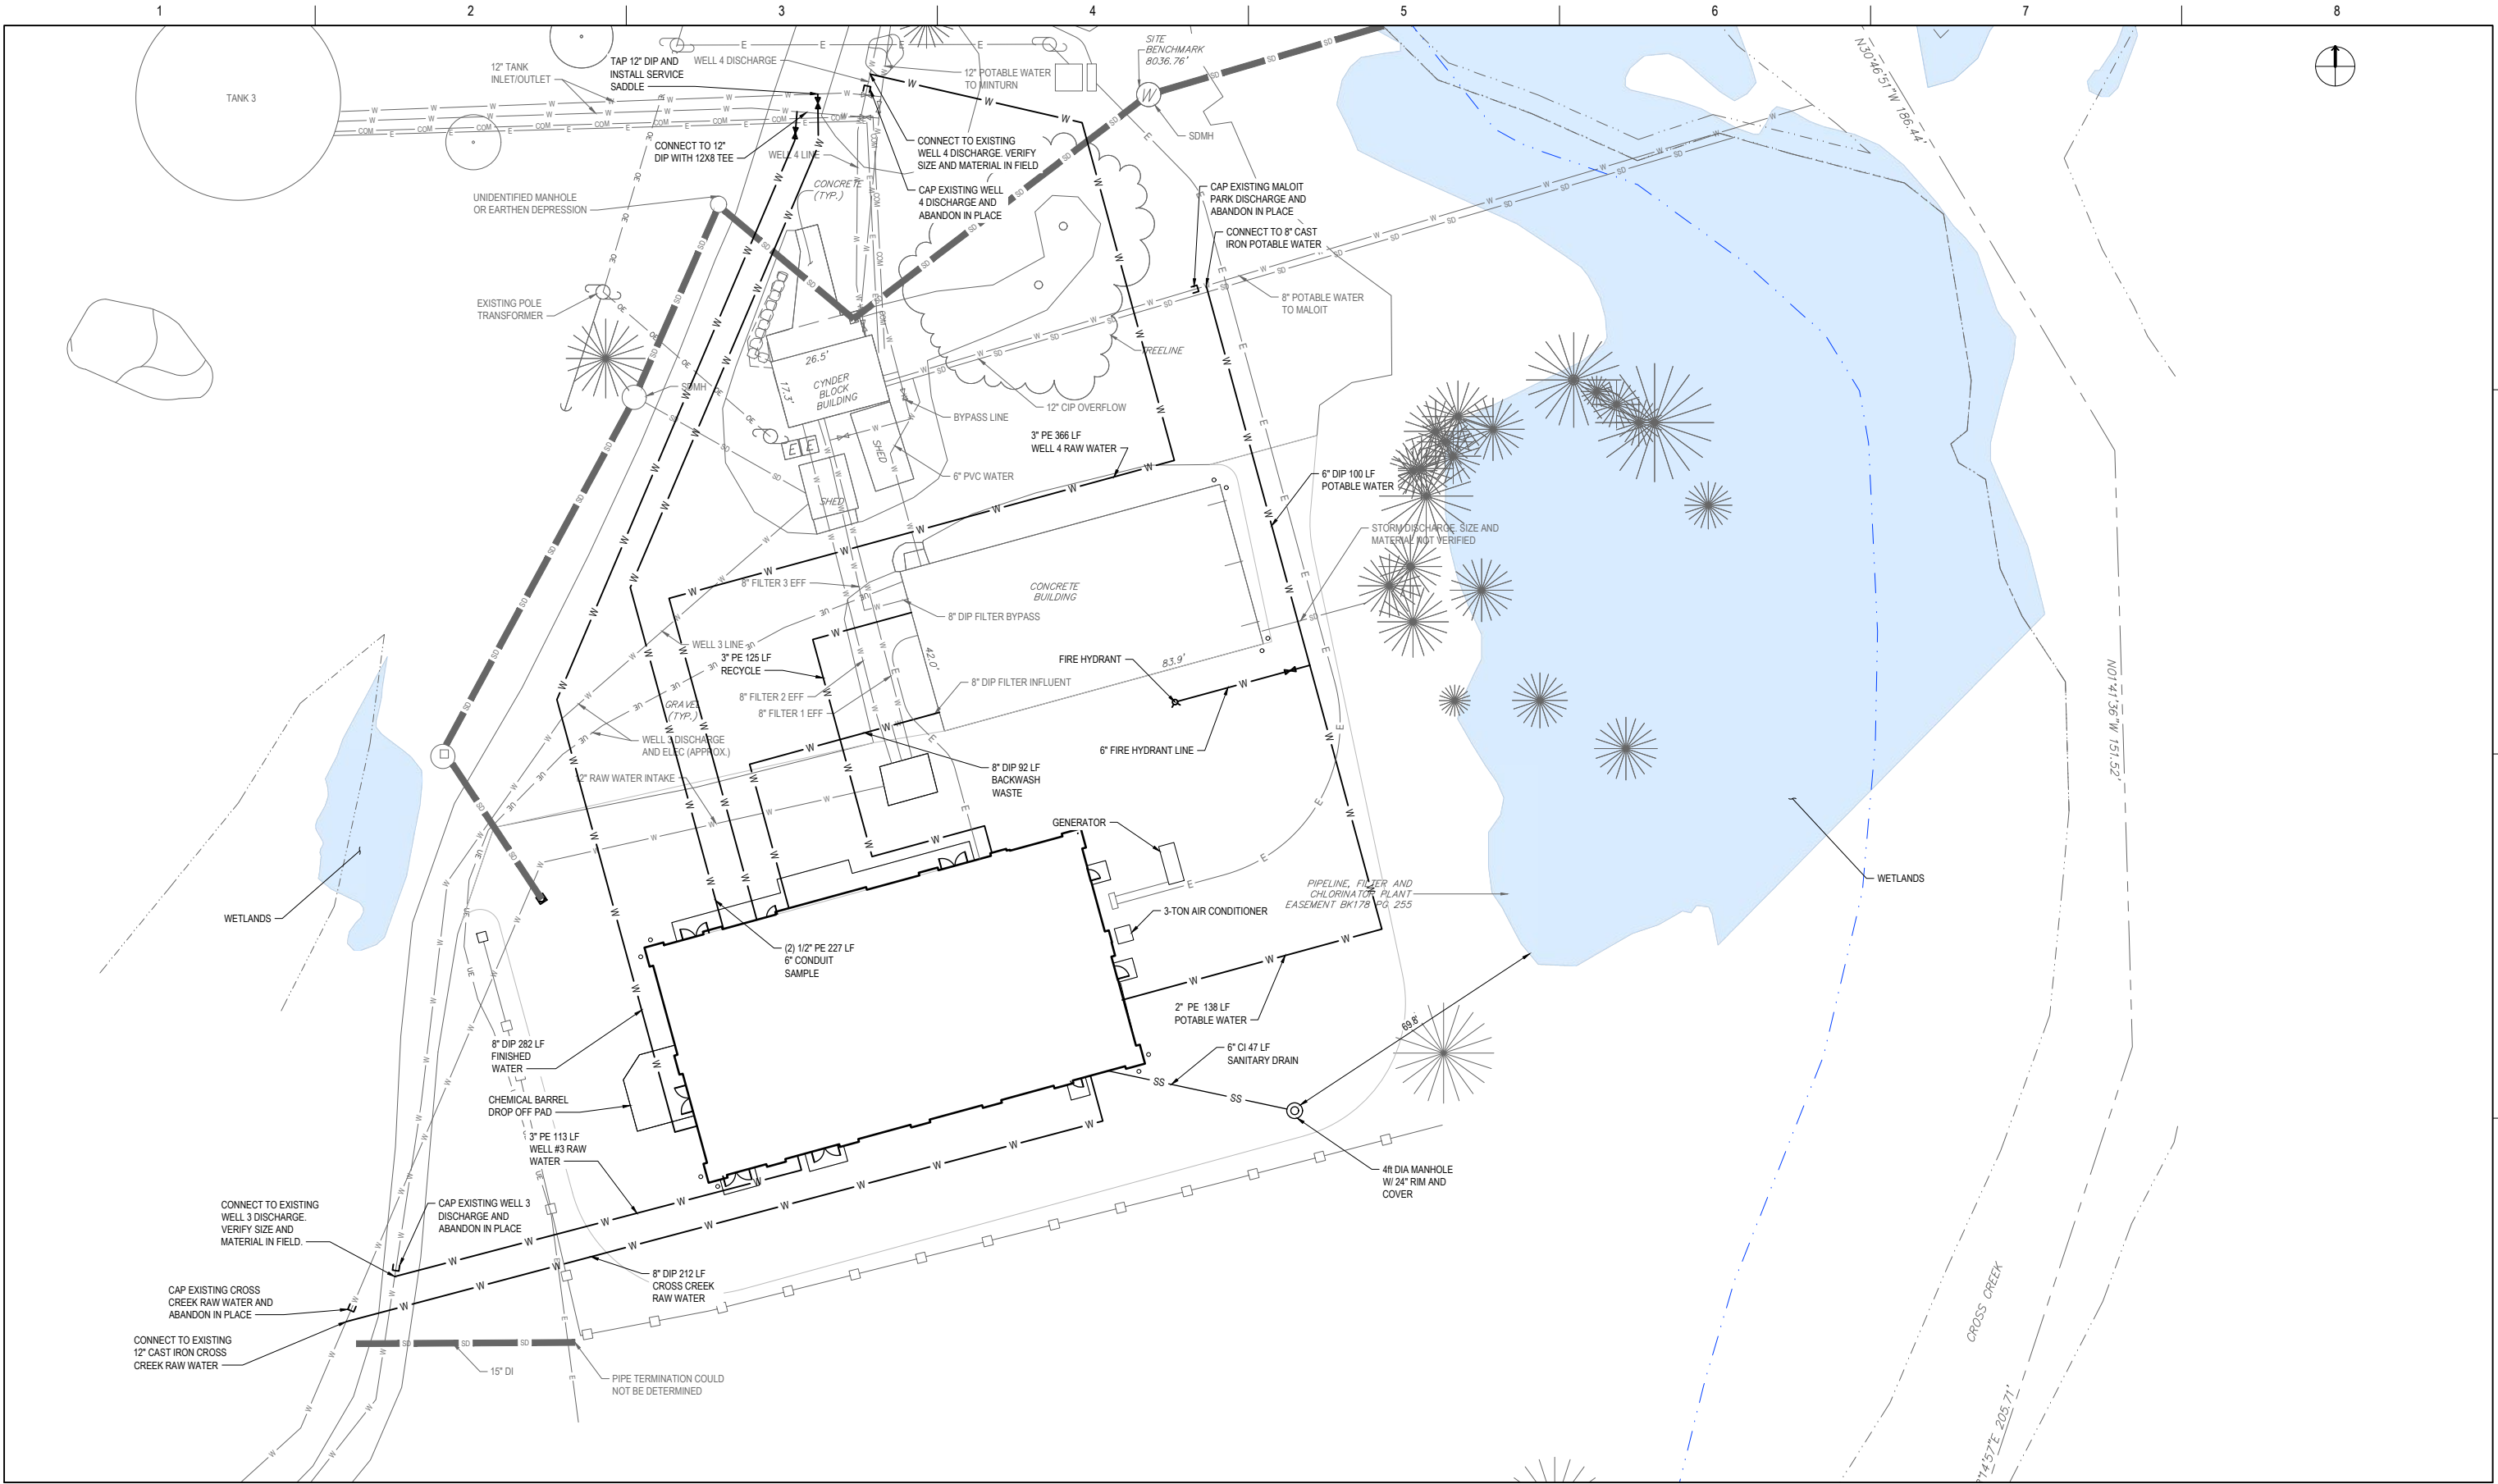 1
2
3
4
5
6
7
8
TANK 3
12" TANK
INLET/OUTLET
TAP 12" DIP AND
INSTALL SERVICE
SADDLE
WELL 4 DISCHARGE
12" POTABLE WATER
TO MINTURN
SITE
BENCHMARK
8036.76'
SDMH
N30°46'51"W 186.44'
CONNECT TO 12"
DIP WITH 12X8 TEE
WELL 4 LINE
CONNECT TO EXISTING
WELL 4 DISCHARGE. VERIFY
SIZE AND MATERIAL IN FIELD
CONCRETE
(TYP.)
CAP EXISTING WELL
4 DISCHARGE AND
ABANDON IN PLACE
CAP EXISTING MALOIT
PARK DISCHARGE AND
ABANDON IN PLACE
UNIDENTIFIED MANHOLE
OR EARTHEN DEPRESSION
CONNECT TO 8" CAST
IRON POTABLE WATER
EXISTING POLE
TRANSFORMER
8" POTABLE WATER
TO MALOIT
TREELINE
26.5'
17.3'
CYNDER
BLOCK
BUILDING
SDMH
12" CIP OVERFLOW
BYPASS LINE
SHED
E
E
3" PE 366 LF
WELL 4 RAW WATER
6" PVC WATER
SHED
6" DIP 100 LF
POTABLE WATER
STORM DISCHARGE. SIZE AND
MATERIAL NOT VERIFIED
8" FILTER 3 EFF
CONCRETE
BUILDING
8" DIP FILTER BYPASS
WELL 3 LINE
3" PE 125 LF
RECYCLE
42.0'
83.9'
FIRE HYDRANT
8" FILTER 2 EFF
8" DIP FILTER INFLUENT
8" FILTER 1 EFF
GRAVEL
(TYP.)
WELL 3 DISCHARGE
AND ELEC (APPROX.)
6" FIRE HYDRANT LINE
N01°41'36"W 151.52'
2" RAW WATER INTAKE
8" DIP 92 LF
BACKWASH
WASTE
GENERATOR
WETLANDS
PIPELINE, FILTER AND
CHLORINATOR PLANT
EASEMENT BK178 PG 255
WETLANDS
3-TON AIR CONDITIONER
(2) 1/2" PE 227 LF
6" CONDUIT
SAMPLE
2" PE 138 LF
POTABLE WATER
69.8'
8" DIP 282 LF
FINISHED
WATER
6" CI 47 LF
SANITARY DRAIN
SS
SS
CHEMICAL BARREL
DROP OFF PAD
3" PE 113 LF
WELL #3 RAW
WATER
4ft DIA MANHOLE
W/ 24" RIM AND
COVER
CONNECT TO EXISTING
WELL 3 DISCHARGE.
VERIFY SIZE AND
MATERIAL IN FIELD.
CAP EXISTING WELL 3
DISCHARGE AND
ABANDON IN PLACE
8" DIP 212 LF
CROSS CREEK
RAW WATER
CAP EXISTING CROSS
CREEK RAW WATER AND
ABANDON IN PLACE
CONNECT TO EXISTING
12" CAST IRON CROSS
CREEK RAW WATER
15" DI
PIPE TERMINATION COULD
NOT BE DETERMINED
CROSS CREEK